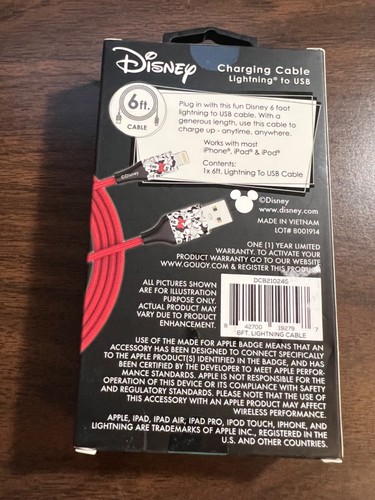 Disney
Charging Cable
Lightning to USB
6ft.
CABLE
Plug in with this fun Disney 6 foot
lightning to USB cable. With a
generous length, use this cable to
charge up - anytime, anywhere.
Works with most
iPhone®, iPad® & iPod®
Contents:
1x 6ft. Lightning To USB Cable
©Disney
©Disney
www.disney.com
MADE IN VIETNAM
LOT# B001914
ONE (1) YEAR LIMITED
WARRANTY. TO ACTIVATE YOUR
PRODUCT WARRANTY GO TO OUR WEBSITE
WWW.GOUJOY.COM & REGISTER THIS PRODUCT
ALL PICTURES SHOWN
ARE FOR ILLUSTRATION
PURPOSE ONLY.
ACTUAL PRODUCT MAY
VARY DUE TO PRODUCT
ENHANCEMENT.
DCB21024S
8 42700 39279 7
6FT. LIGHTNING CABLE
USE OF THE MADE FOR APPLE BADGE MEANS THAT AN
ACCESSORY HAS BEEN DESIGNED TO CONNECT SPECIFICALLY
TO THE APPLE PRODUCT(S) IDENTIFIED IN THE BADGE, AND HAS
BEEN CERTIFIED BY THE DEVELOPER TO MEET APPLE PERFOR-
MANCE STANDARDS. APPLE IS NOT RESPONSIBLE FOR THE
OPERATION OF THIS DEVICE OR ITS COMPLIANCE WITH SAFETY
AND REGULATORY STANDARDS. PLEASE NOTE THAT THE USE OF
THIS ACCESSORY WITH AN APPLE PRODUCT MAY AFFECT
WIRELESS PERFORMANCE.
APPLE, IPAD, IPAD AIR, IPAD PRO, IPOD TOUCH, IPHONE, AND
LIGHTNING ARE TRADEMARKS OF APPLE INC., REGISTERED IN THE
U.S. AND OTHER COUNTRIES.